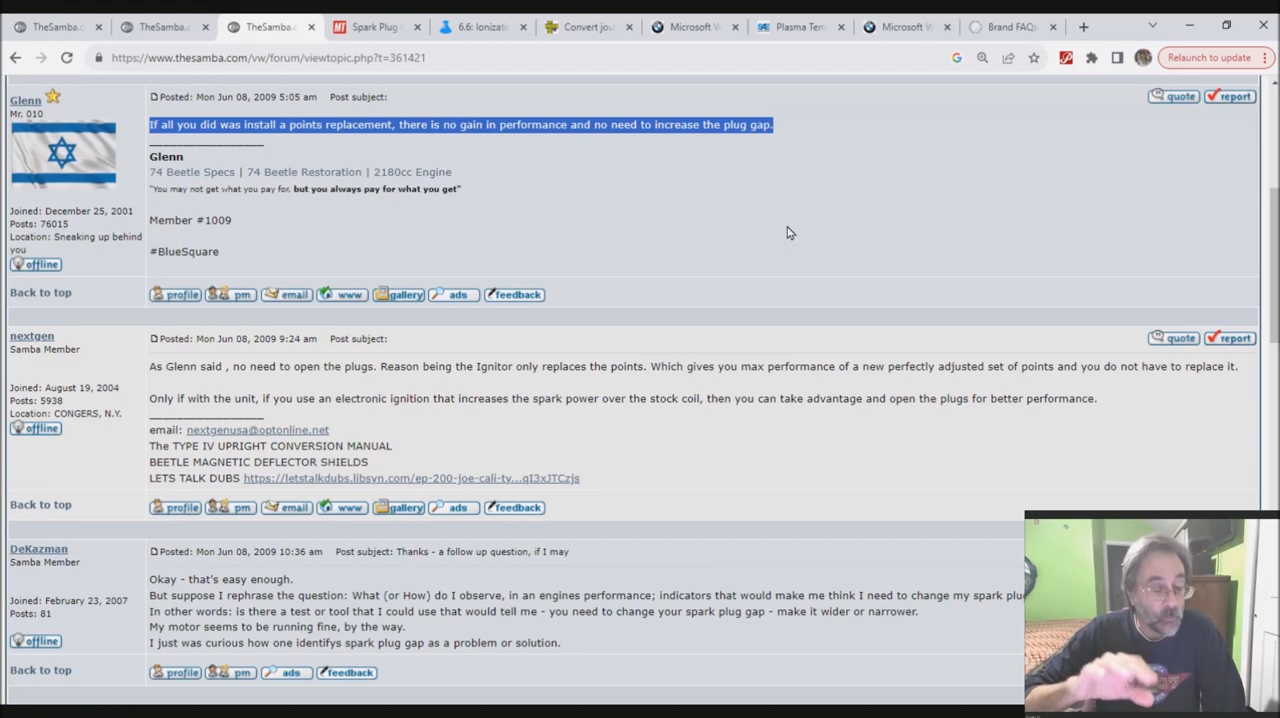 TheSamba.c
TheSamba.c
TheSamba.c
Spark Plug
6.6: Ionizati
Convert jou
Microsoft W
Plasma Tem
Microsoft W
Brand FAQs
https://www.thesamba.com/vw/forum/viewtopic.php?t=361421
Relaunch to update
Glenn
Mr. 010
Joined: December 25, 2001
Posts: 76015
Location: Sneaking up behind
you
offline
Posted: Mon Jun 08, 2009 5:05 am Post subject:
quote
report
If all you did was install a points replacement, there is no gain in performance and no need to increase the plug gap.
Glenn
74 Beetle Specs | 74 Beetle Restoration | 2180cc Engine
"You may not get what you pay for, but you always pay for what you get"
Member #1009
#BlueSquare
Back to top
profile
pm
email
www
gallery
ads
feedback
nextgen
Samba Member
Joined: August 19, 2004
Posts: 5938
Location: CONGERS, N.Y.
offline
Posted: Mon Jun 08, 2009 9:24 am Post subject:
quote
report
As Glenn said , no need to open the plugs. Reason being the Ignitor only replaces the points. Which gives you max performance of a new perfectly adjusted set of points and you do not have to replace it.
Only if with the unit, if you use an electronic ignition that increases the spark power over the stock coil, then you can take advantage and open the plugs for better performance.
email: nextgenusa@optonline.net
The TYPE IV UPRIGHT CONVERSION MANUAL
BEETLE MAGNETIC DEFLECTOR SHIELDS
LETS TALK DUBS https://letstalkdubs.libsyn.com/ep-200-joe-cali-ty...qI3xJTCzjs
Back to top
profile
pm
email
www
gallery
ads
feedback
DeKazman
Samba Member
Joined: February 23, 2007
Posts: 81
offline
Posted: Mon Jun 08, 2009 10:36 am Post subject: Thanks - a follow up question, if I may
Okay - that's easy enough.
But suppose I rephrase the question: What (or How) do I observe, in an engines performance; indicators that would make me think I need to change my spark plu
In other words: is there a test or tool that I could use that would tell me - you need to change your spark plug gap - make it wider or narrower.
My motor seems to be running fine, by the way.
I just was curious how one identifys spark plug gap as a problem or solution.
Back to top
profile
pm
ads
feedback